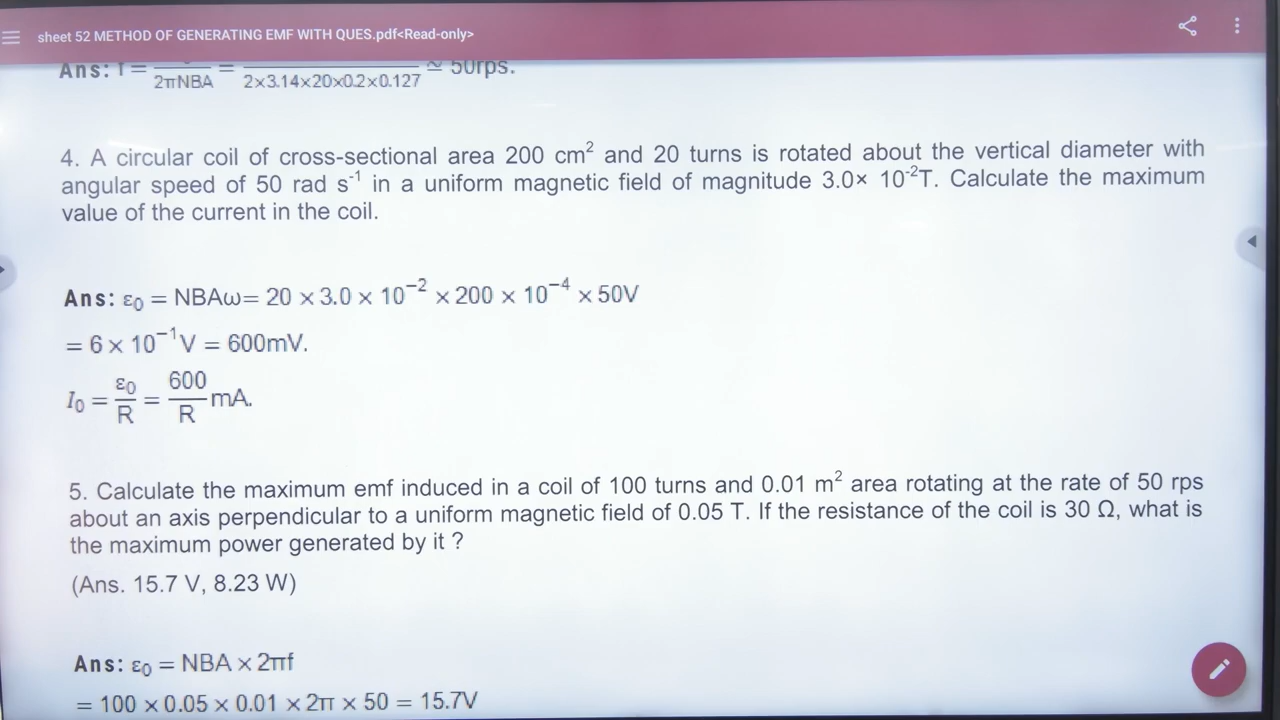 sheet 52 METHOD OF GENERATING EMF WITH QUES.pdf<Read-only>
Ans: f = 2πNBA = 2×3.14×20×0.2×0.127 ≃ 50rps.
4. A circular coil of cross-sectional area 200 cm² and 20 turns is rotated about the vertical diameter with
angular speed of 50 rad s⁻¹ in a uniform magnetic field of magnitude 3.0× 10⁻²T. Calculate the maximum
value of the current in the coil.
Ans: ε₀ = NBAω= 20 × 3.0 × 10⁻² × 200 × 10⁻⁴ × 50V
= 6 × 10⁻¹V = 600mV.
I₀ = ε₀/R = 600/R mA.
5. Calculate the maximum emf induced in a coil of 100 turns and 0.01 m² area rotating at the rate of 50 rps
about an axis perpendicular to a uniform magnetic field of 0.05 T. If the resistance of the coil is 30 Ω, what is
the maximum power generated by it ?
(Ans. 15.7 V, 8.23 W)
Ans: ε₀ = NBA × 2πf
= 100 × 0.05 × 0.01 × 2π × 50 = 15.7V